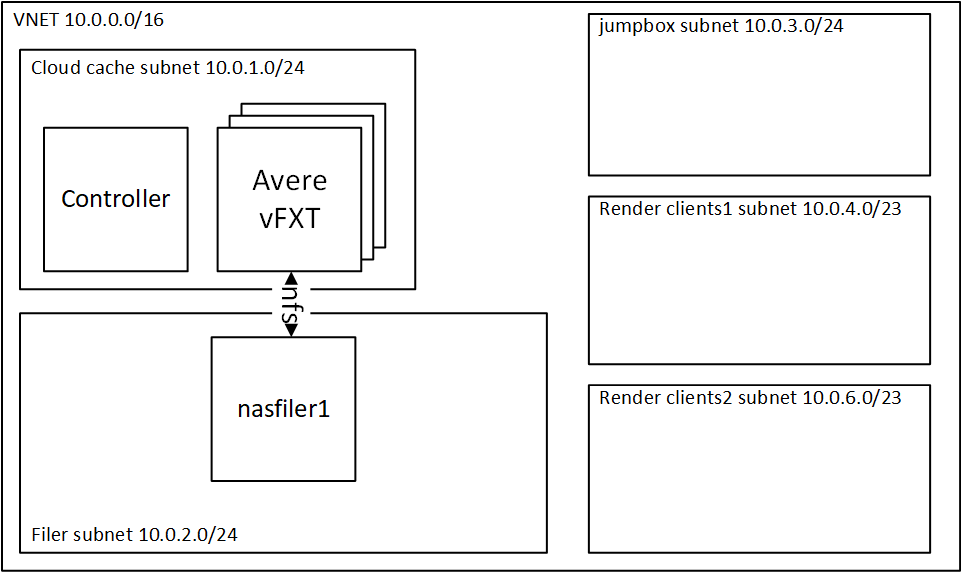 VNET 10.0.0.0/16
Cloud cache subnet 10.0.1.0/24
Controller
Avere
vFXT
nfs
nasfiler1
Filer subnet 10.0.2.0/24
jumpbox subnet 10.0.3.0/24
Render clients1 subnet 10.0.4.0/23
Render clients2 subnet 10.0.6.0/23